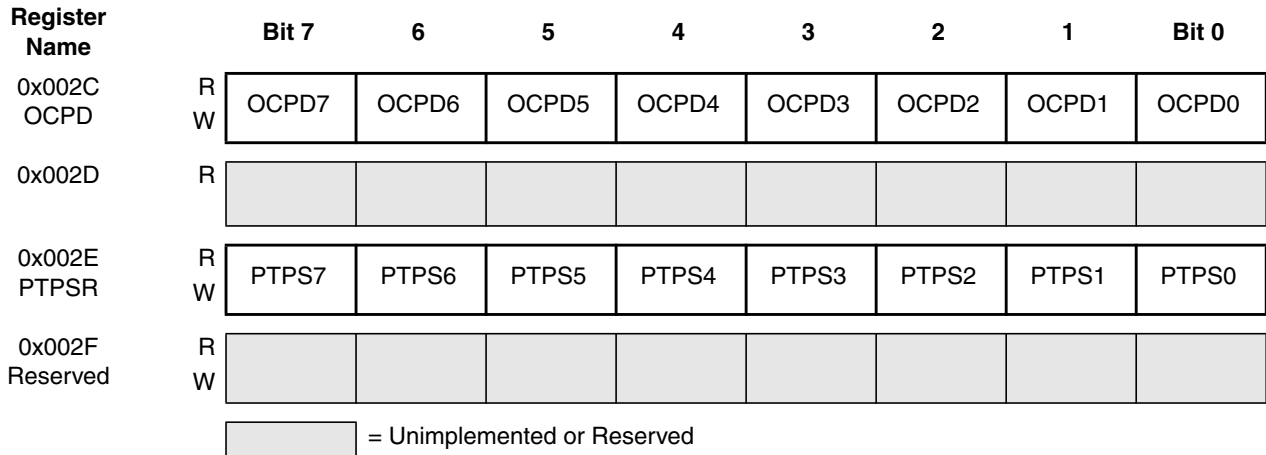 Register Name Bit 7 6 5 4 3 2 1 Bit 0
0x002C OCPD R W OCPD7 OCPD6 OCPD5 OCPD4 OCPD3 OCPD2 OCPD1 OCPD0
0x002D R
0x002E PTPSR R W PTPS7 PTPS6 PTPS5 PTPS4 PTPS3 PTPS2 PTPS1 PTPS0
0x002F Reserved R W
= Unimplemented or Reserved